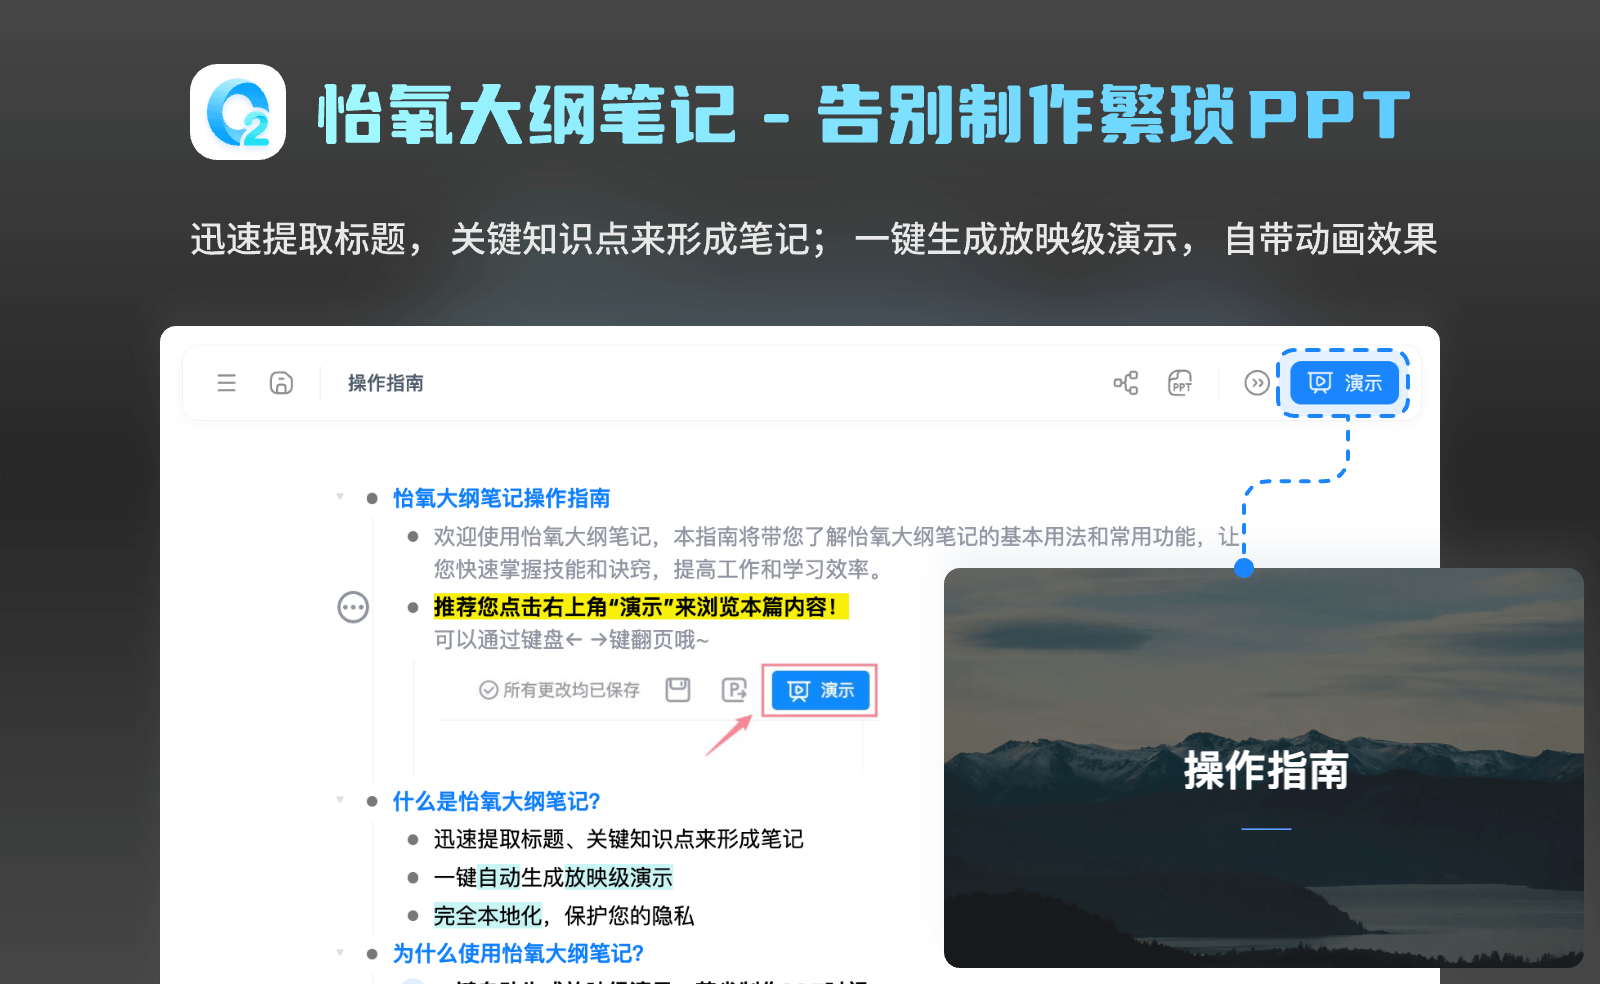 O2
怡氧大纲笔记 - 告别制作繁琐PPT
迅速提取标题， 关键知识点来形成笔记； 一键生成放映级演示， 自带动画效果
操作指南
PPT
演示
怡氧大纲笔记操作指南
欢迎使用怡氧大纲笔记，本指南将带您了解怡氧大纲笔记的基本用法和常用功能，让
您快速掌握技能和诀窍，提高工作和学习效率。
推荐您点击右上角“演示”来浏览本篇内容！
可以通过键盘← →键翻页哦~
所有更改均已保存
P
演示
操作指南
什么是怡氧大纲笔记?
迅速提取标题、关键知识点来形成笔记
一键自动生成放映级演示
完全本地化，保护您的隐私
为什么使用怡氧大纲笔记?